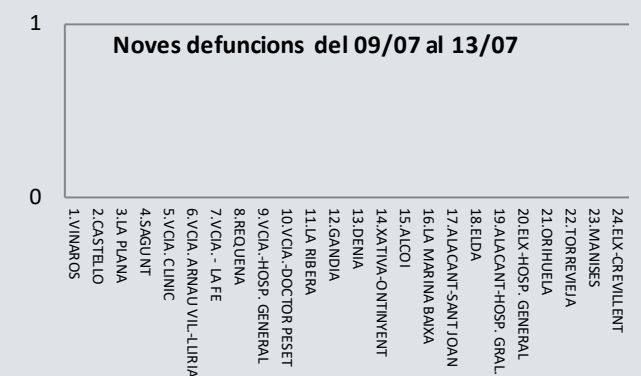 1
Noves defuncions del 09/07 al 13/07
0
1.VINAROS
2.CASTELLO
3.LA PLANA
4.SAGUNT
5.VCIA. CLINIC
6.VCIA. ARNAU VIL.-LLIRIA
7.VCIA. - LA FE
8.REQUENA
9.VCIA.-HOSP. GENERAL
10.VCIA.-DOCTOR PESET
11.LA RIBERA
12.GANDIA
13.DENIA
14.XATIVA-ONTINYENT
15.ALCOI
16.LA MARINA BAIXA
17.ALACANT-SANT JOAN
18.ELDA
19.ALACANT-HOSP. GRAL.
20.ELX-HOSP. GENERAL
21.ORIHUELA
22.TORREVIEJA
23.MANISES
24.ELX-CREVILLENT